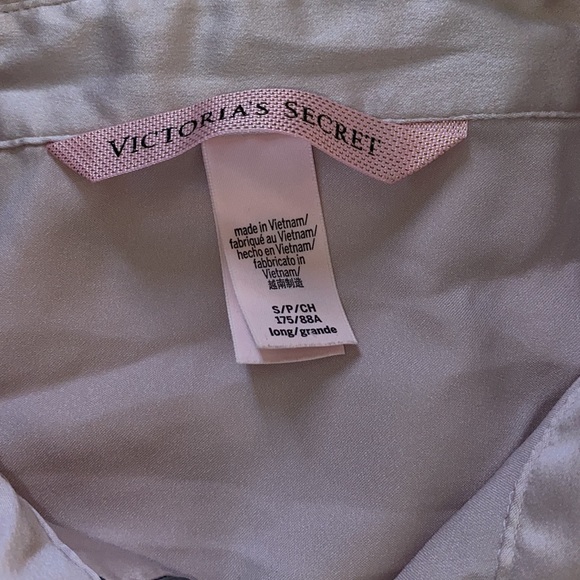 VICTORIA'S SECRET
made in Vietnam/
fabriqué au Vietnam/
hecho en Vietnam/
fabbricato in
Vietnam/
越南制造
S/P/CH
175/88A
long/grande